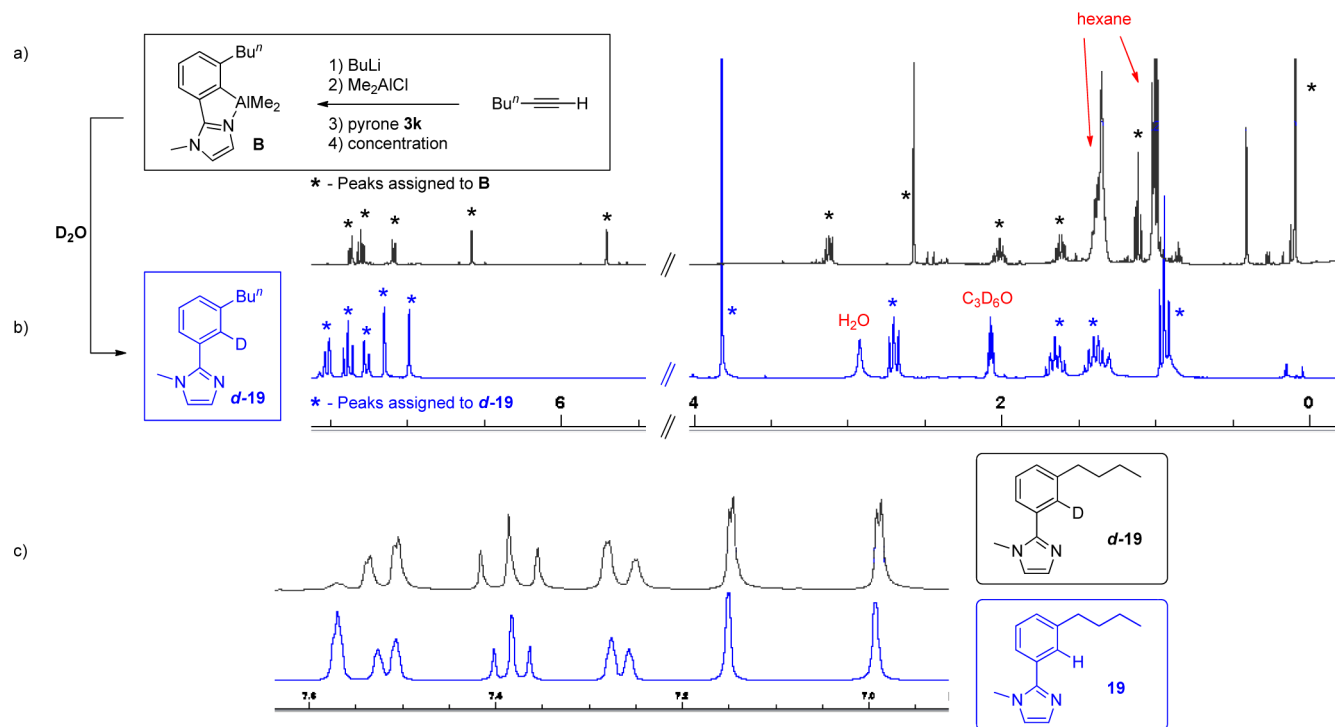 a)
Buⁿ
AlMe₂
N
N
B
1) BuLi
2) Me₂AlCl
3) pyrone 3k
4) concentration
Buⁿ
H
hexane
* - Peaks assigned to B
* * * * * * * * * * *
D₂O
b)
Buⁿ
D
N
N
d-19
* * * * * * * * * *
H₂O
C₃D₆O
* - Peaks assigned to d-19
6 // 4 2 0
c)
D
N
N
d-19
H
N
N
19
7.6 7.4 7.2 7.0